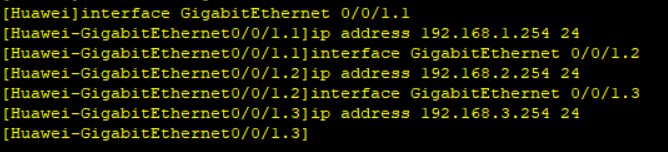 [Huawei]interface GigabitEthernet 0/0/1.1
[Huawei-GigabitEthernet0/0/1.1]ip address 192.168.1.254 24
[Huawei-GigabitEthernet0/0/1.1]interface GigabitEthernet 0/0/1.2
[Huawei-GigabitEthernet0/0/1.2]ip address 192.168.2.254 24
[Huawei-GigabitEthernet0/0/1.2]interface GigabitEthernet 0/0/1.3
[Huawei-GigabitEthernet0/0/1.3]ip address 192.168.3.254 24
[Huawei-GigabitEthernet0/0/1.3]